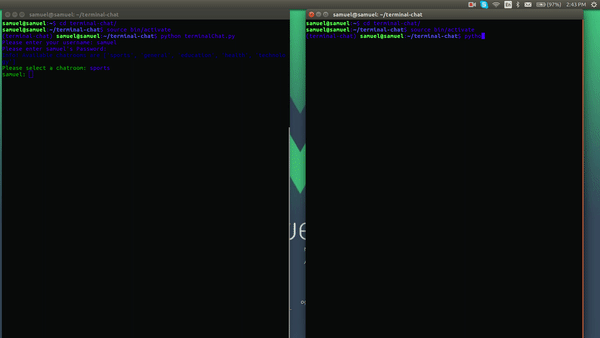 samuel@samuel: ~/terminal-chat
samuel@samuel:~$ cd terminal-chat/
samuel@samuel:~/terminal-chat$ source bin/activate
(terminal-chat) samuel@samuel:~/terminal-chat$ python terminalChat.py
Please enter your username: samuel
Please enter samuel's Password:
Please select a chatroom: sports
samuel:
samuel@samuel: ~/terminal-chat
samuel@samuel:~$ cd terminal-chat/
samuel@samuel:~/terminal-chat$ source bin/activate
(terminal-chat) samuel@samuel:~/terminal-chat$ pytho
En
(97%)
2:43 PM
ue